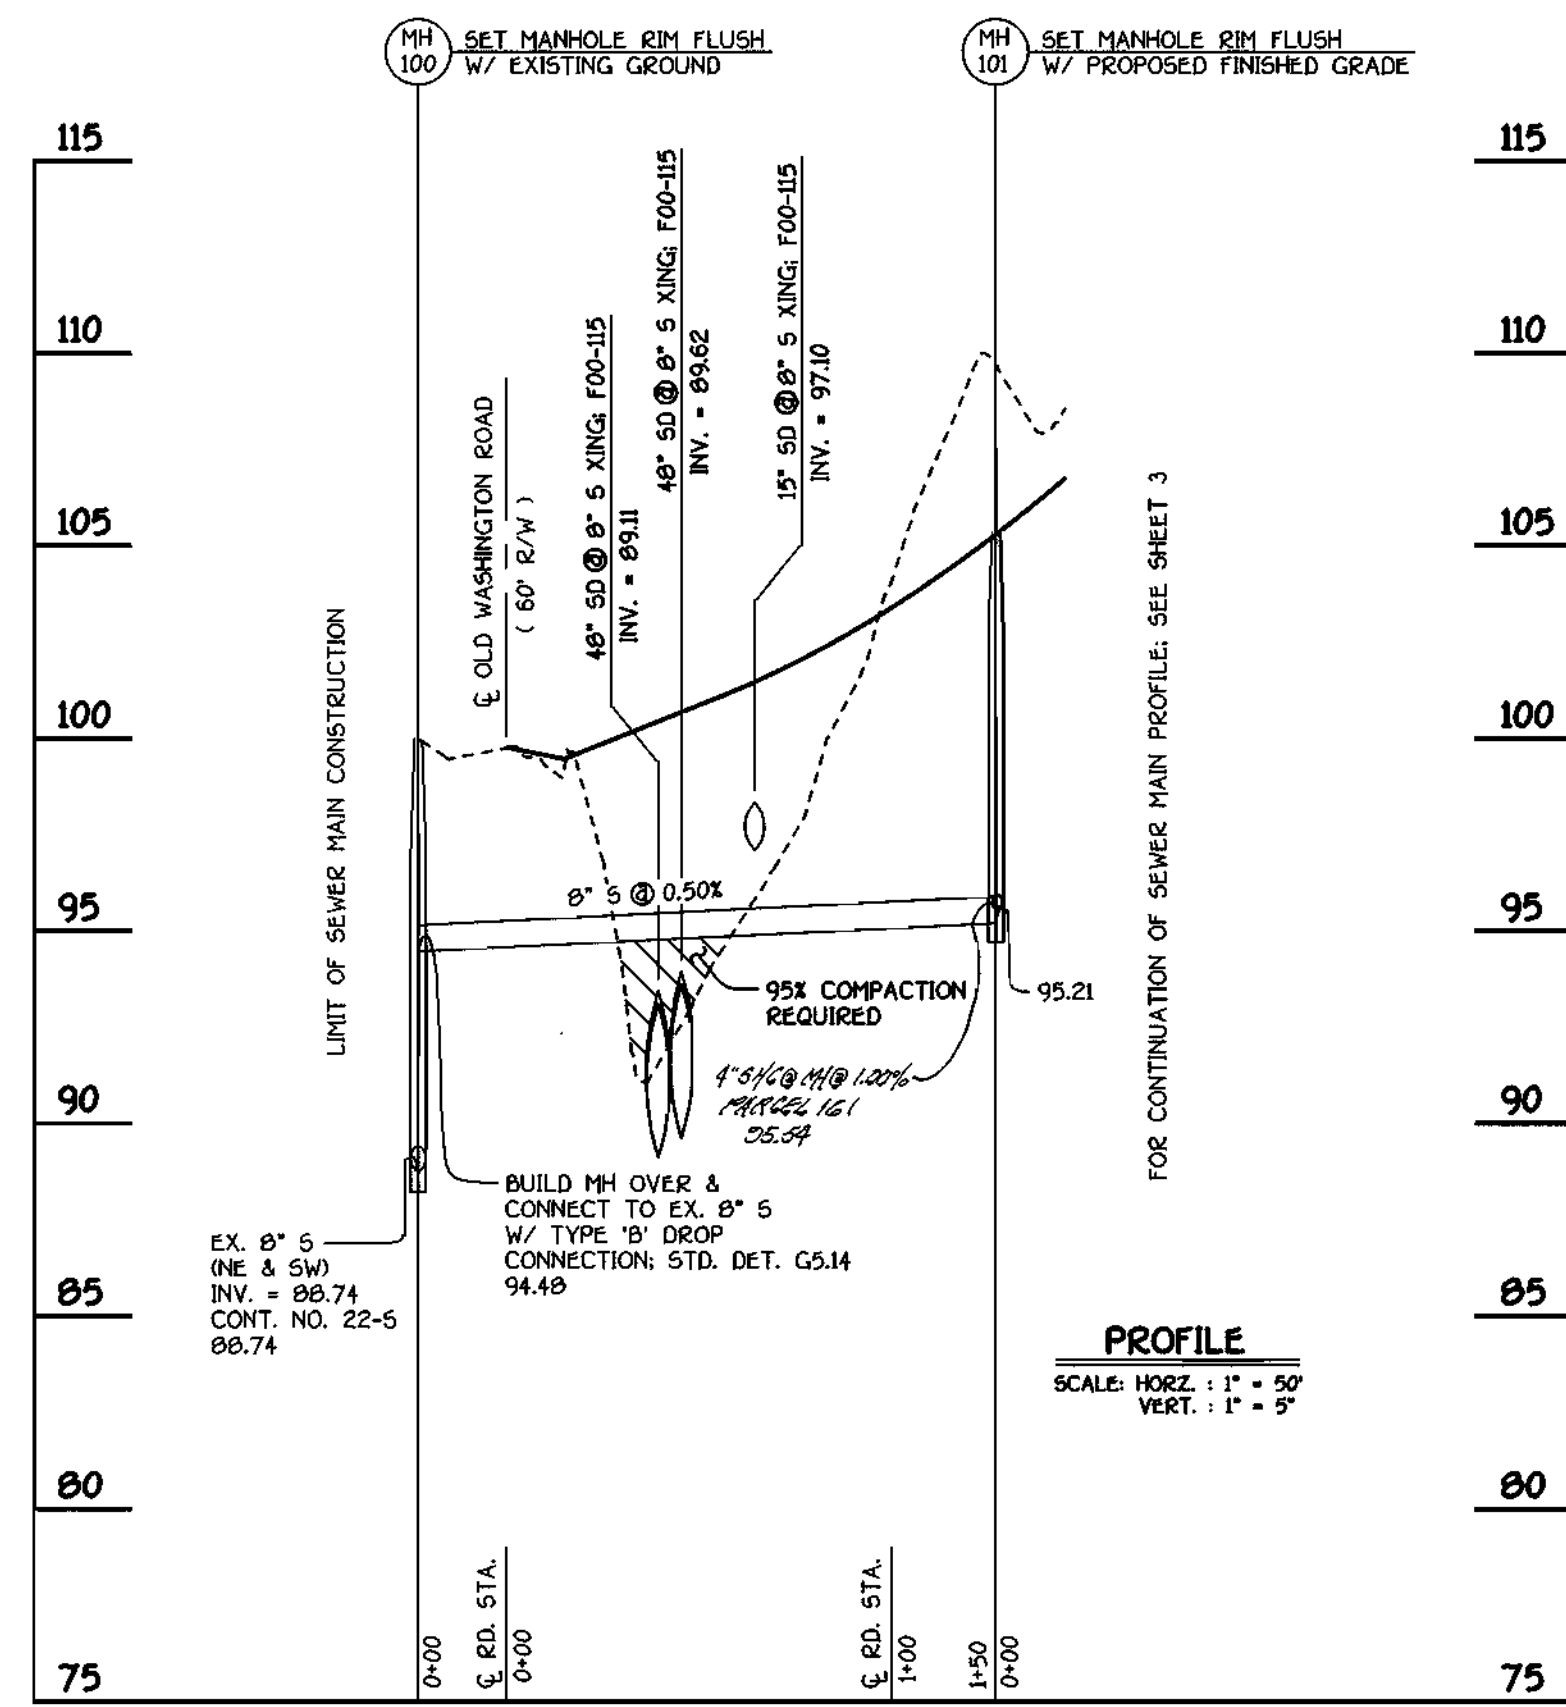 MH
100
SET MANHOLE RIM FLUSH
W/ EXISTING GROUND
MH
101
SET MANHOLE RIM FLUSH
W/ PROPOSED FINISHED GRADE
115
110
105
100
95
90
85
80
75
115
110
105
100
95
90
85
80
75
LIMIT OF SEWER MAIN CONSTRUCTION
℄ OLD WASHINGTON ROAD
( 60' R/W )
48" SD @ 8" S XING; F00-115
INV. = 89.11
48" SD @ 8" S XING; F00-115
INV. = 89.62
15" SD @ 8" S XING; F00-115
INV. = 97.10
8" S @ 0.50%
95% COMPACTION
REQUIRED
95.21
4" SHC @ MH @ 1.20%
PARCEL 161
95.54
FOR CONTINUATION OF SEWER MAIN PROFILE; SEE SHEET 3
BUILD MH OVER &
CONNECT TO EX. 8" S
W/ TYPE 'B' DROP
CONNECTION; STD. DET. G5.14
94.48
EX. 8" S
(NE & SW)
INV. = 88.74
CONT. NO. 22-S
88.74
PROFILE
SCALE: HORZ. : 1" = 50'
VERT. : 1" = 5"
0+00
℄ RD. STA.
0+00
℄ RD. STA.
1+00
1+50
0+00